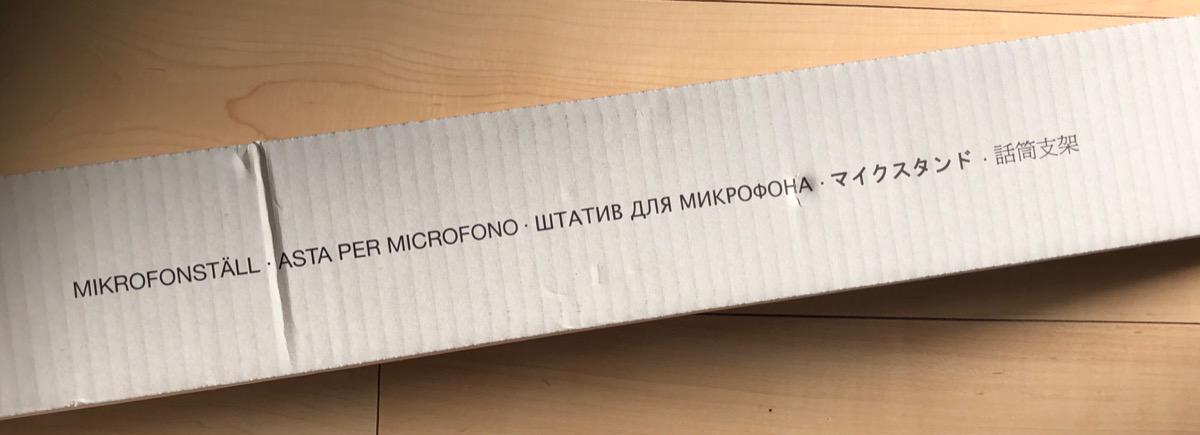 MIKROFONSTÄLL · ASTA PER MICROFONO · ШТАТИВ ДЛЯ МИКРОФОНА · マイクスタンド · 話筒支架